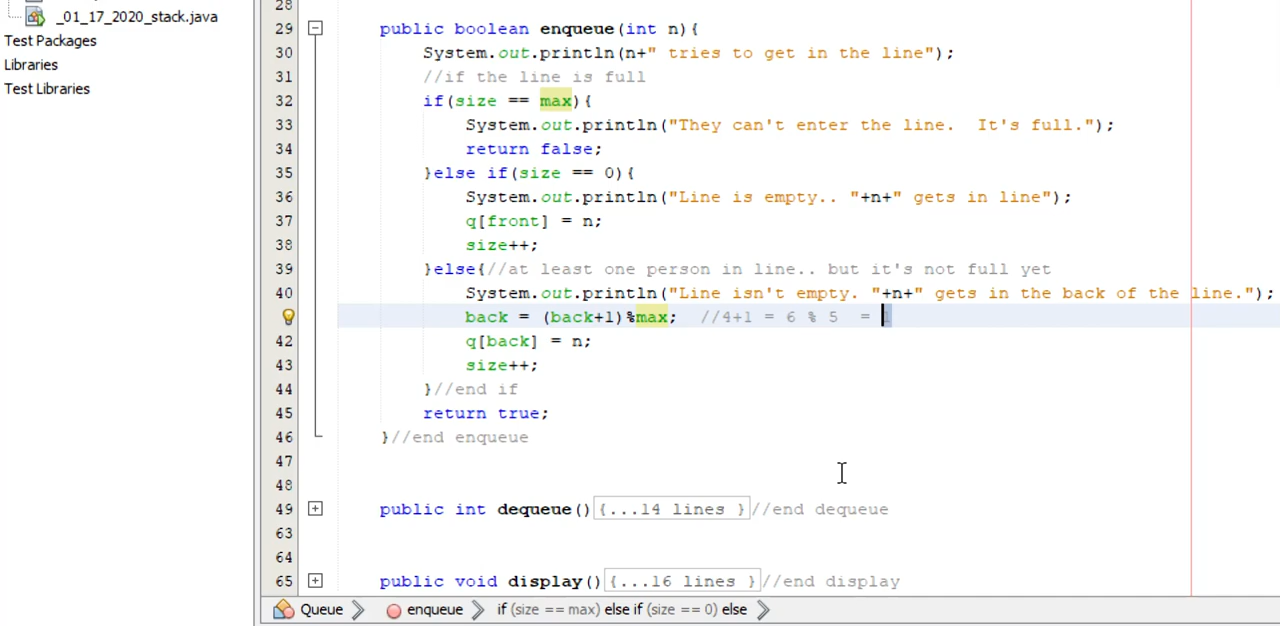 _01_17_2020_stack.java
Test Packages
Libraries
Test Libraries
28
29 public boolean enqueue(int n){
30 System.out.println(n+" tries to get in the line");
31 //if the line is full
32 if(size == max){
33 System.out.println("They can't enter the line.  It's full.");
34 return false;
35 }else if(size == 0){
36 System.out.println("Line is empty.. "+n+" gets in line");
37 q[front] = n;
38 size++;
39 }else{//at least one person in line.. but it's not full yet
40 System.out.println("Line isn't empty. "+n+" gets in the back of the line.");
back = (back+1)%max;  //4+1 = 6 % 5  = 1
42 q[back] = n;
43 size++;
44 }//end if
45 return true;
46 }//end enqueue
47
48
49 public int dequeue(){...14 lines }//end dequeue
63
64
65 public void display(){...16 lines }//end display
Queue enqueue if (size == max) else if (size == 0) else